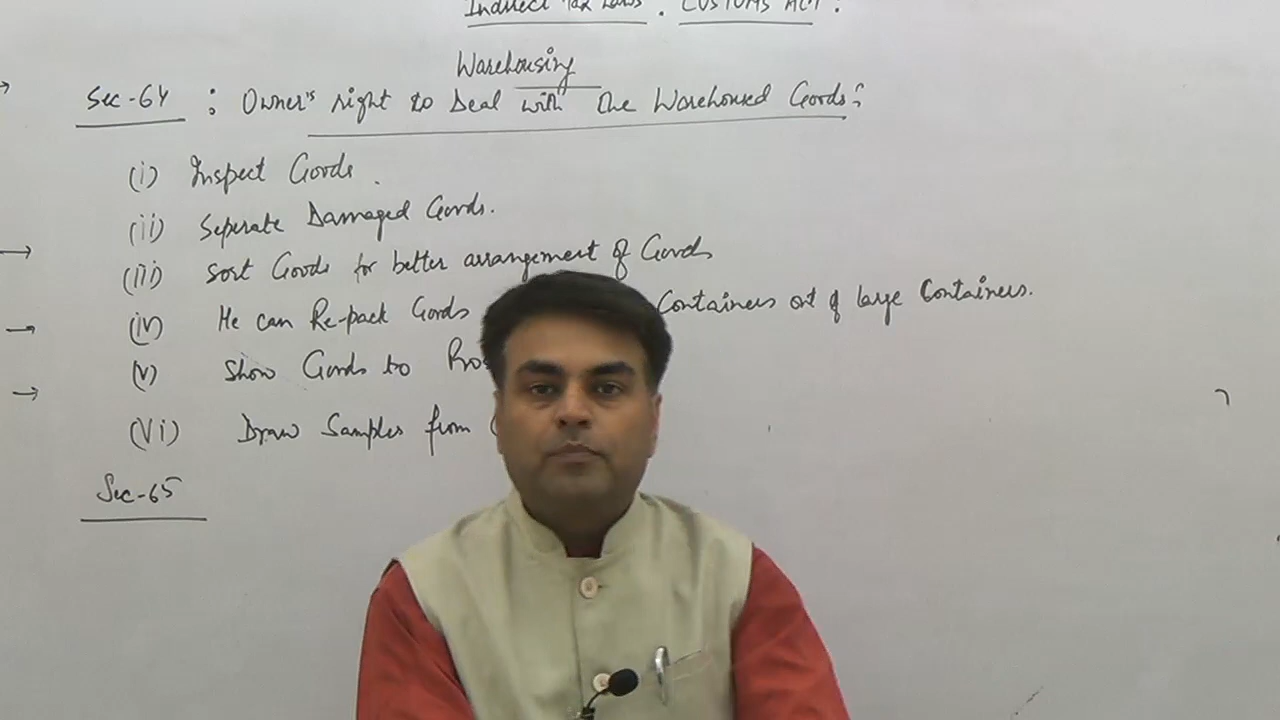 Indirect Tax Laws . CUSTOMS ACT .
Warehousing
Sec-64 : Owner's right to Deal with the Warehoused Goods :
(i) Inspect Goods .
(ii) Seperate Damaged Goods.
(iii) Sort Goods for better arrangement of Goods
(iv) He can Re-pack Goods Containers out of large Containers.
(v) Show Goods to
(vi) Draw Samples from
Sec-65